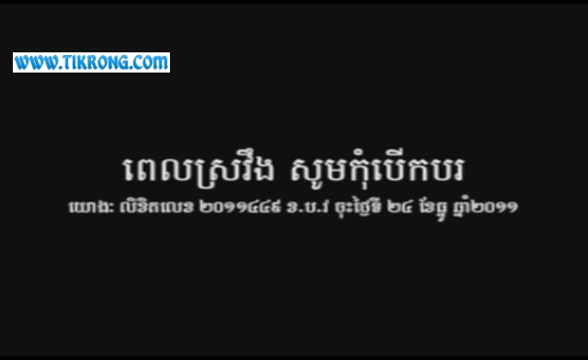 www.TIKRONG.com
ពេលស្រវឹង សូមកុំបើកបរ
យោង: លិខិតលេខ ២០១១៤៤៩ ខ.ប.វ ចុះថ្ងៃទី ២៤ ខែធ្នូ ឆ្នាំ២០១១